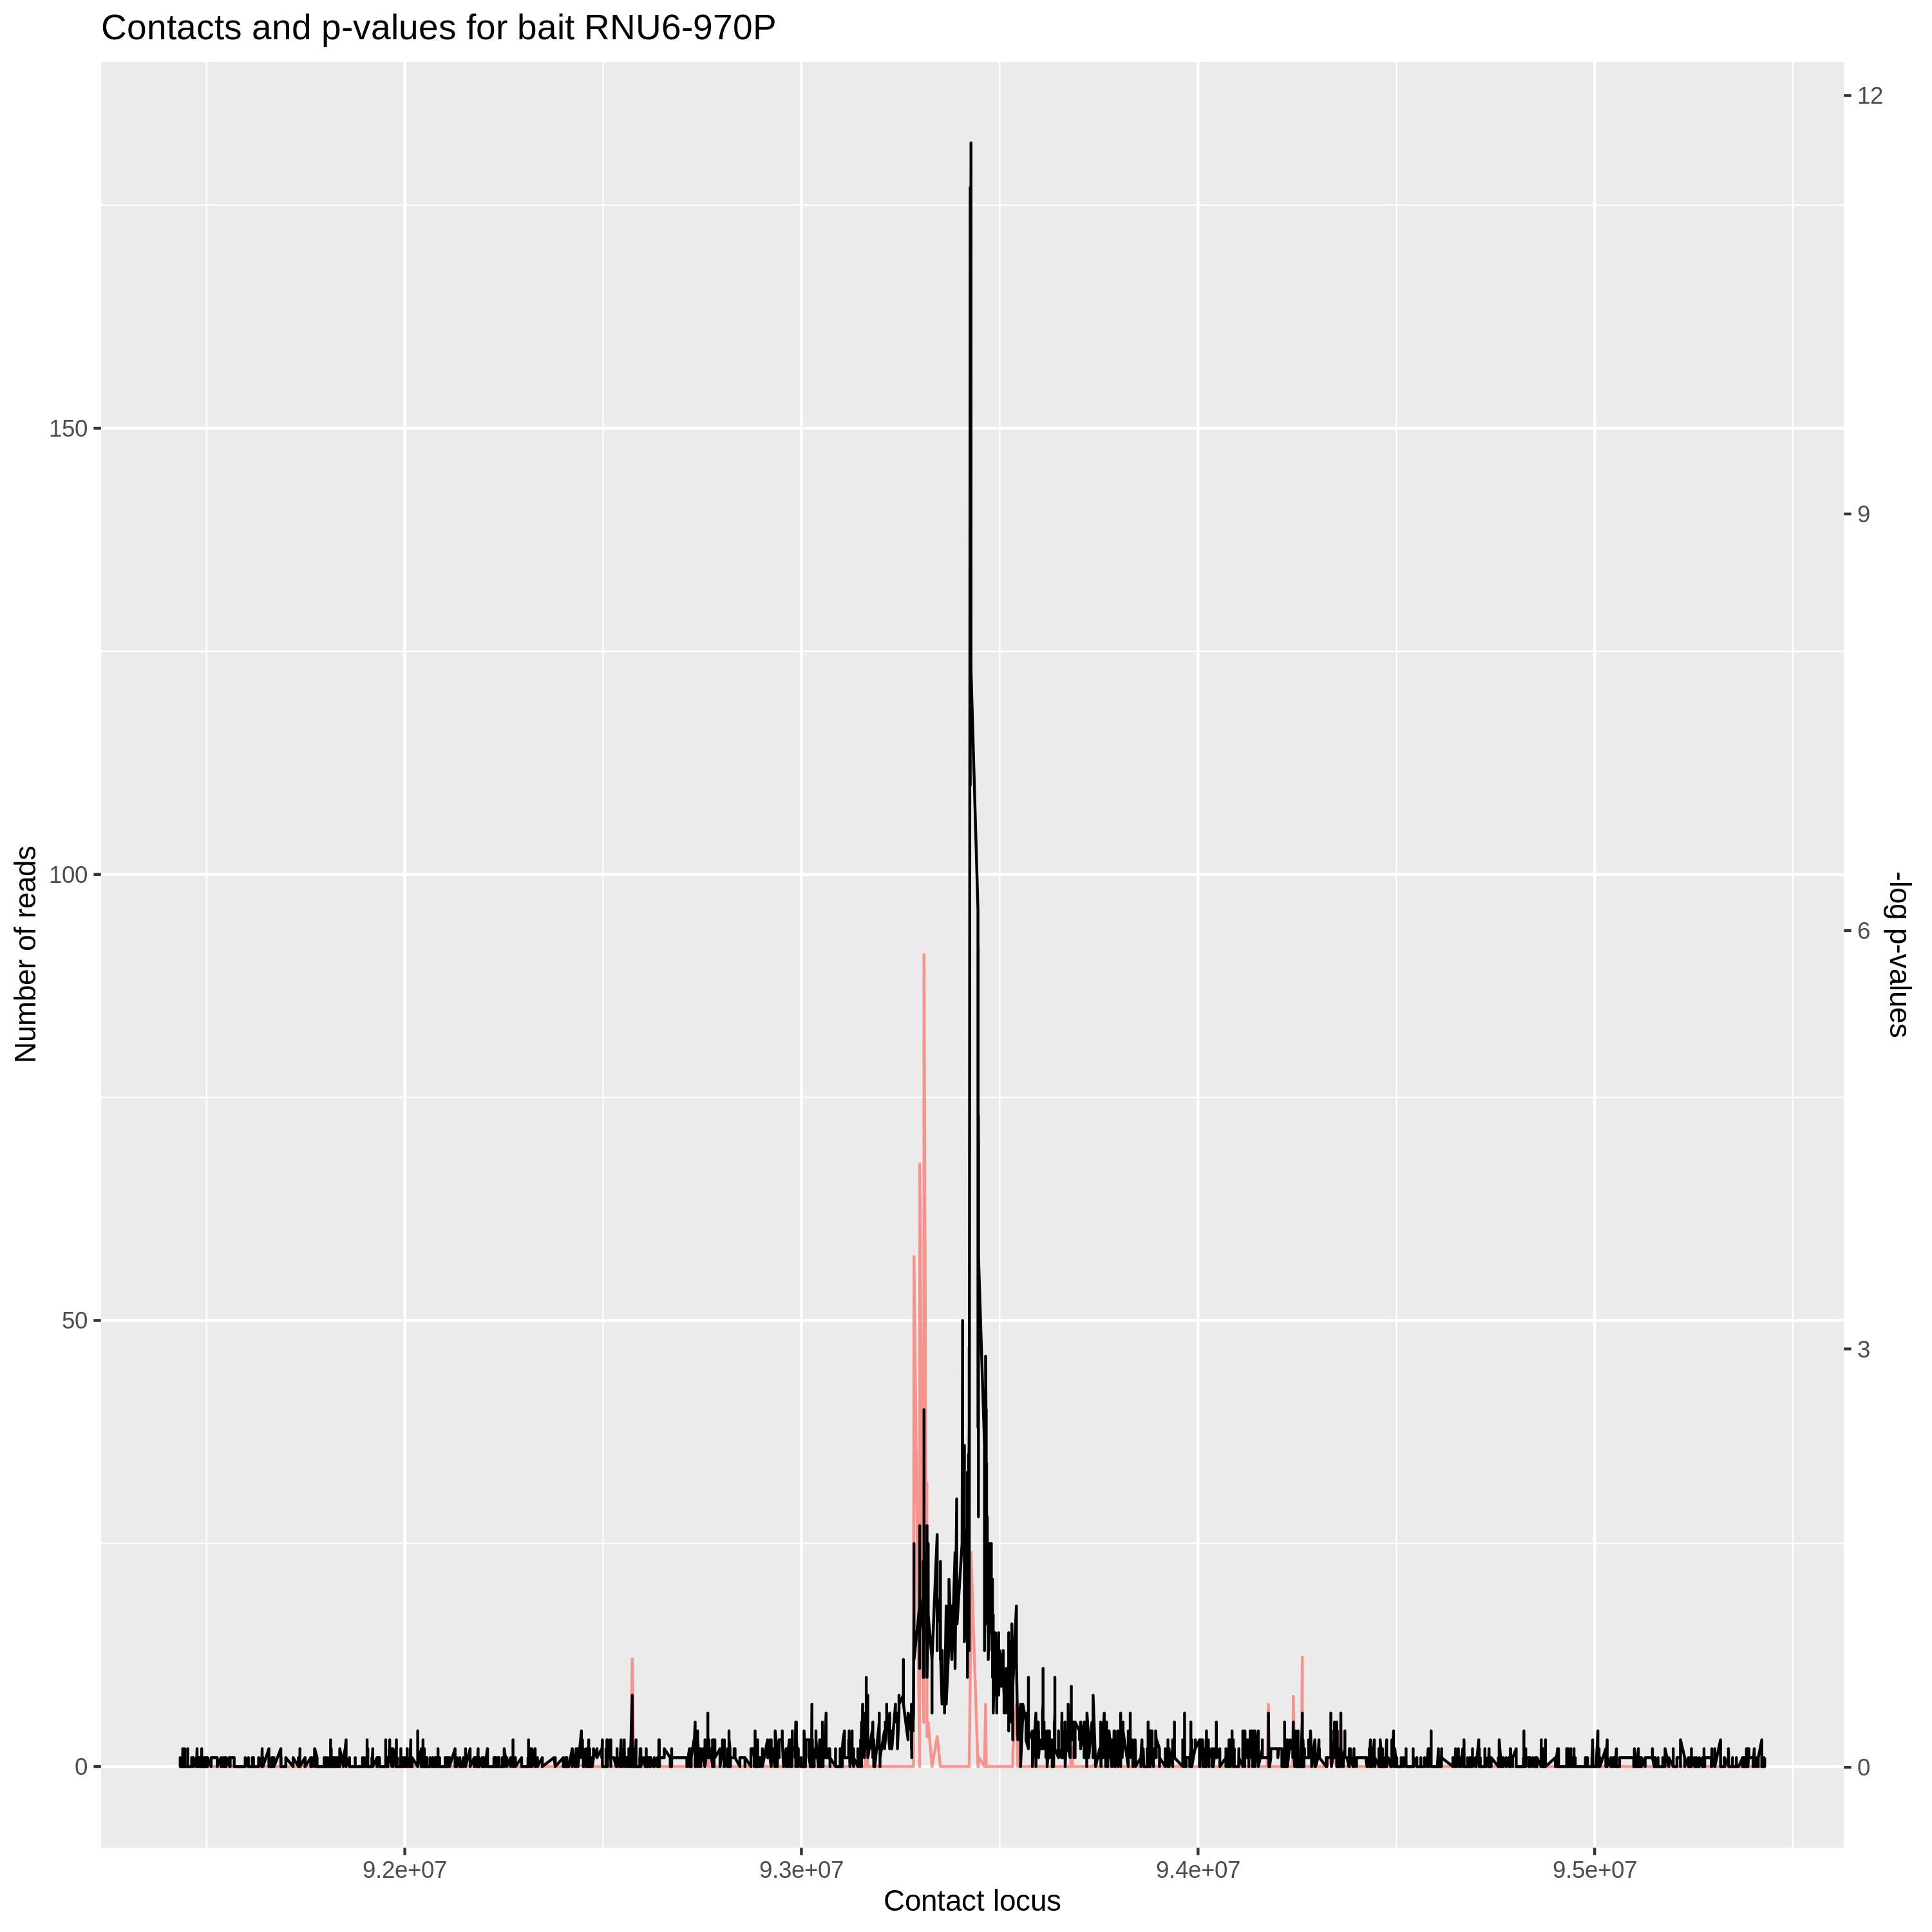 Contacts and p-values for bait RNU6-970P
12
9
6
3
0
150
100
50
0
Number of reads
-log p-values
9.2e+07
9.3e+07
9.4e+07
9.5e+07
Contact locus